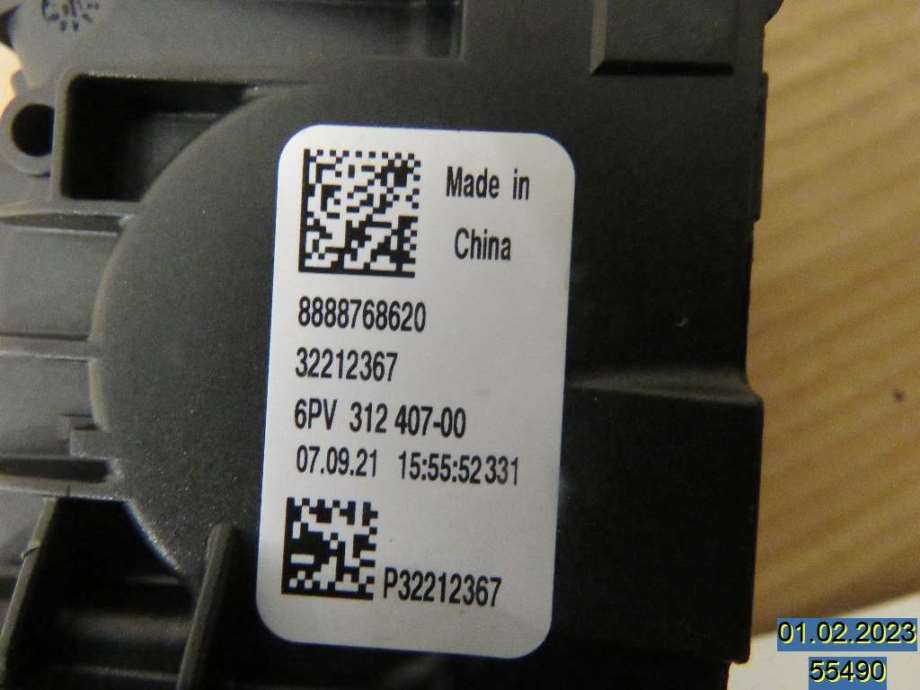 Made in
China
8888768620
32212367
6PV 312 407-00
07.09.21 15:55:52 331
P32212367
01.02.2023
55490